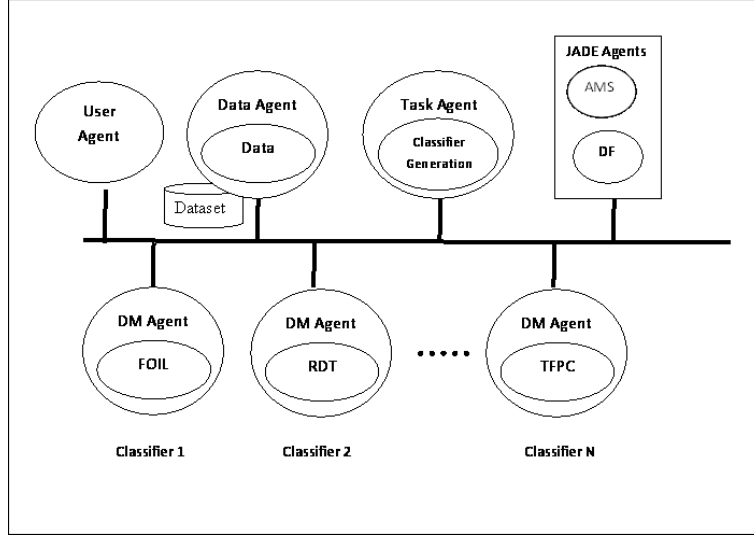 JADE Agents
AMS
DF
User
Agent
Data Agent
Data
Task Agent
Classifier
Generation
Dataset
DM Agent
FOIL
DM Agent
RDT
.....
DM Agent
TFPC
Classifier 1
Classifier 2
Classifier N